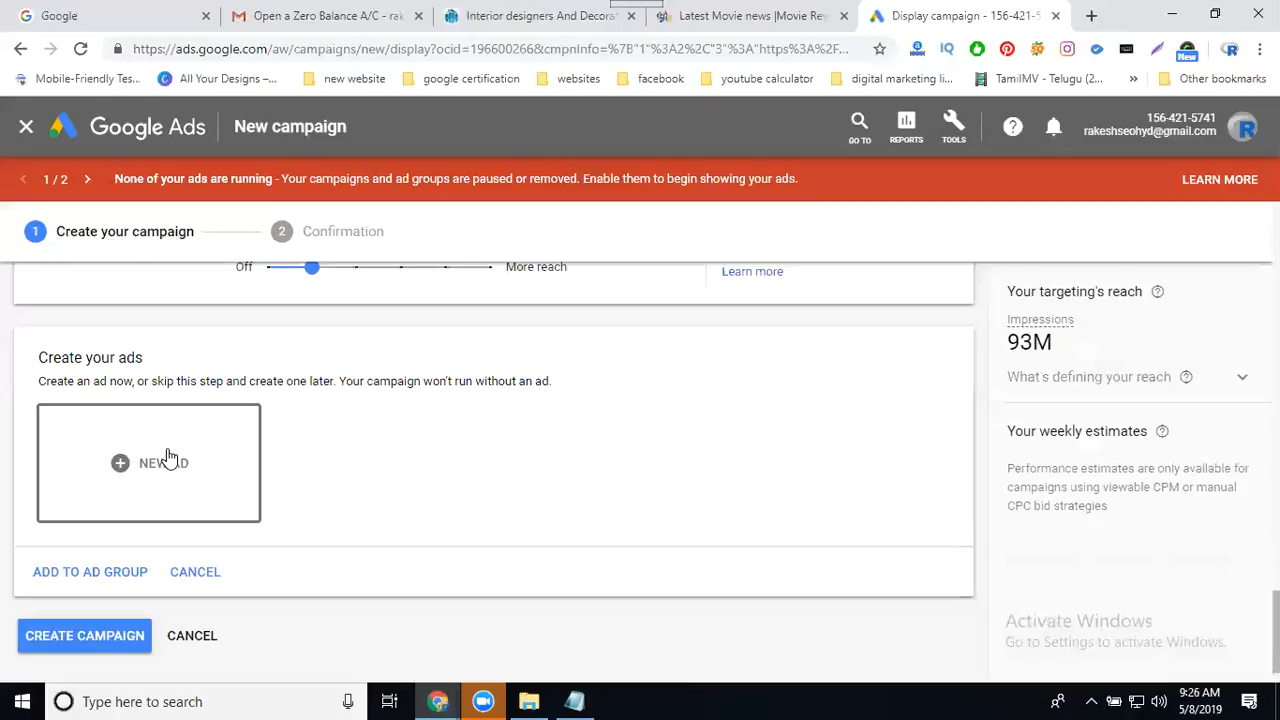 Google
Open a Zero Balance A/C - rak
Interior designers And Decorat
Latest Movie news |Movie Rev
Display campaign - 156-421-5
https://ads.google.com/aw/campaigns/new/display?ocid=196600266&cmpnInfo=%7B"1"%3A2%2C"3"%3A"https%3A%2F...
New
Mobile-Friendly Tes...
All Your Designs –...
new website
google certification
websites
facebook
youtube calculator
digital marketing li...
TamilMV - Telugu (2...
»
Other bookmarks
Google Ads
New campaign
GO TO
REPORTS
TOOLS
156-421-5741
rakeshseohyd@gmail.com
1 / 2
None of your ads are running - Your campaigns and ad groups are paused or removed. Enable them to begin showing your ads.
LEARN MORE
1 Create your campaign
2 Confirmation
Off
More reach
Learn more
Create your ads
Create an ad now, or skip this step and create one later. Your campaign won't run without an ad.
NEW AD
ADD TO AD GROUP
CANCEL
CREATE CAMPAIGN
CANCEL
Your targeting's reach
Impressions
93M
What's defining your reach
Your weekly estimates
Performance estimates are only available for
campaigns using viewable CPM or manual
CPC bid strategies
Activate Windows
Go to Settings to activate Windows.
Type here to search
9:26 AM
5/8/2019